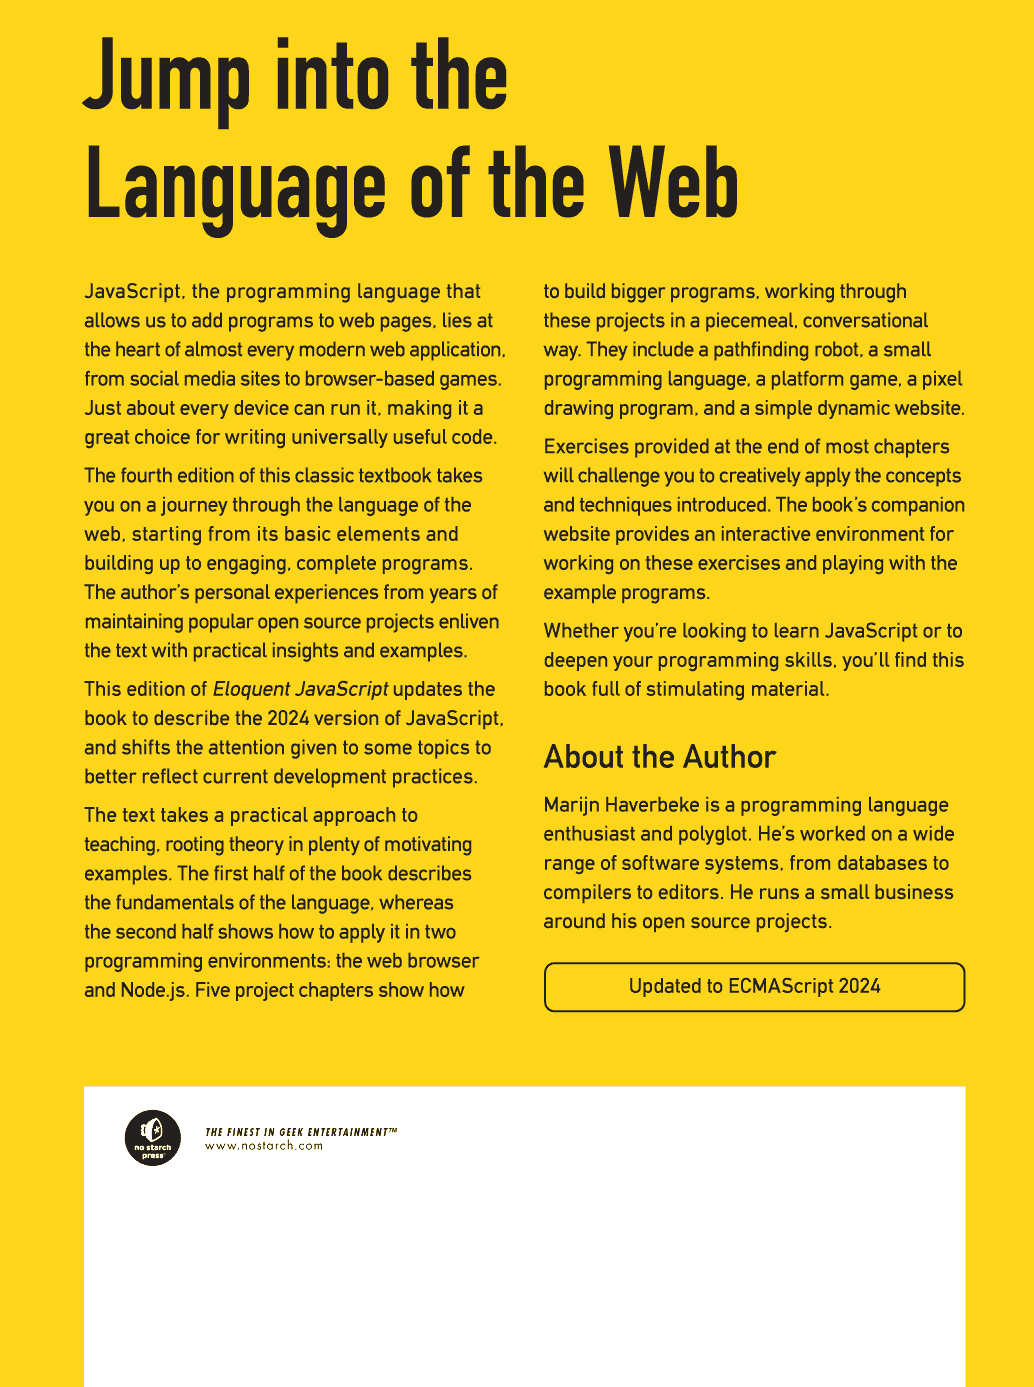 Jump into the
Language of the Web
JavaScript, the programming language that
allows us to add programs to web pages, lies at
the heart of almost every modern web application,
from social media sites to browser-based games.
Just about every device can run it, making it a
great choice for writing universally useful code.
The fourth edition of this classic textbook takes
you on a journey through the language of the
web, starting from its basic elements and
building up to engaging, complete programs.
The author’s personal experiences from years of
maintaining popular open source projects enliven
the text with practical insights and examples.
This edition of Eloquent JavaScript updates the
book to describe the 2024 version of JavaScript,
and shifts the attention given to some topics to
better reflect current development practices.
The text takes a practical approach to
teaching, rooting theory in plenty of motivating
examples. The first half of the book describes
the fundamentals of the language, whereas
the second half shows how to apply it in two
programming environments: the web browser
and Node.js. Five project chapters show how
to build bigger programs, working through
these projects in a piecemeal, conversational
way. They include a pathfinding robot, a small
programming language, a platform game, a pixel
drawing program, and a simple dynamic website.
Exercises provided at the end of most chapters
will challenge you to creatively apply the concepts
and techniques introduced. The book’s companion
website provides an interactive environment for
working on these exercises and playing with the
example programs.
Whether you’re looking to learn JavaScript or to
deepen your programming skills, you’ll find this
book full of stimulating material.
About the Author
Marijn Haverbeke is a programming language
enthusiast and polyglot. He’s worked on a wide
range of software systems, from databases to
compilers to editors. He runs a small business
around his open source projects.
Updated to ECMAScript 2024
no starch
press®
THE FINEST IN GEEK ENTERTAINMENT™
www.nostarch.com